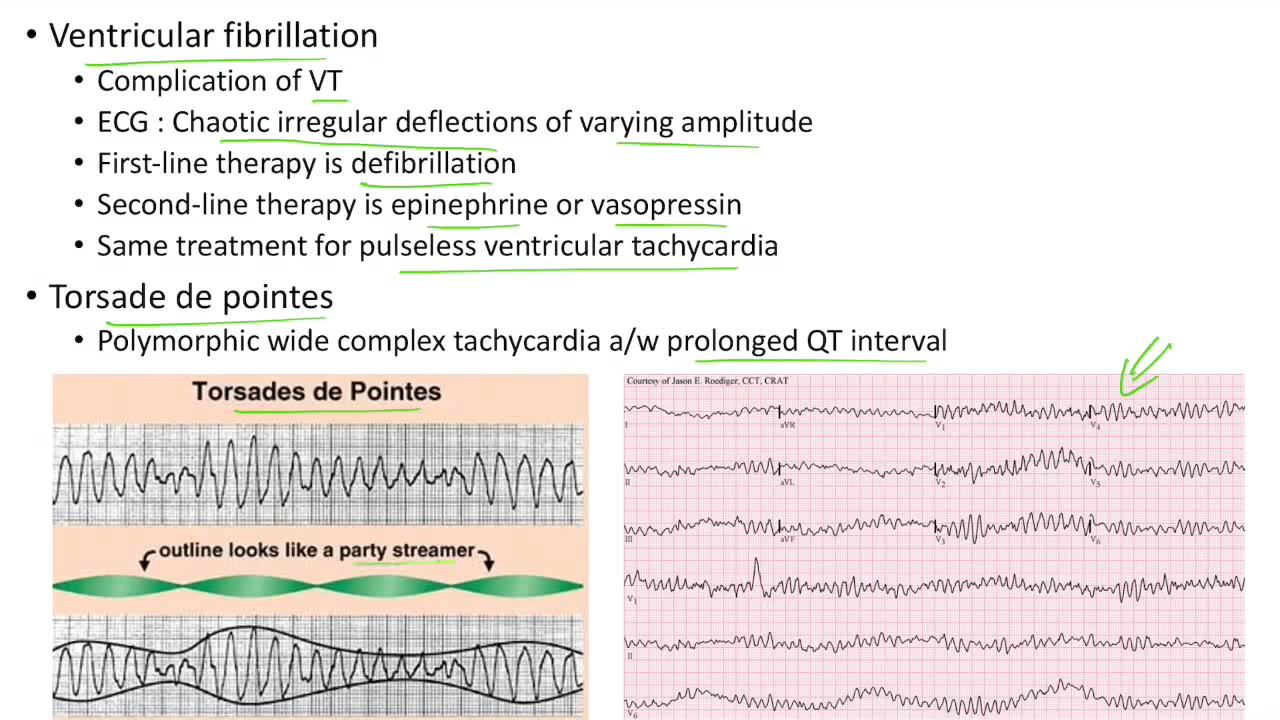 • Ventricular fibrillation
• Complication of VT
• ECG : Chaotic irregular deflections of varying amplitude
• First-line therapy is defibrillation
• Second-line therapy is epinephrine or vasopressin
• Same treatment for pulseless ventricular tachycardia
• Torsade de pointes
• Polymorphic wide complex tachycardia a/w prolonged QT interval
Torsades de Pointes
outline looks like a party streamer
Courtesy of Jason E. Roediger, CCT, CRAT
I aVR V1 V4
II aVL V2 V5
III aVF V3 V6
V1
II
V6